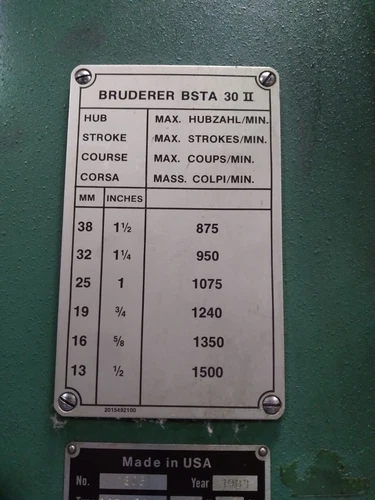 BRUDERER BSTA 30 II
HUB MAX. HUBZAHL/MIN.
STROKE MAX. STROKES/MIN.
COURSE MAX. COUPS/MIN.
CORSA MASS. COLPI/MIN.
MM INCHES
38 1½ 875
32 1¼ 950
25 1 1075
19 ¾ 1240
16 ⅝ 1350
13 ½ 1500
2015492100
Made in USA
No. Year